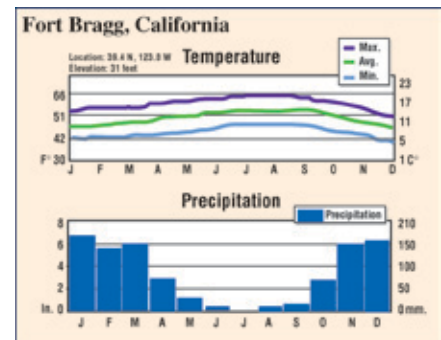 Fort Bragg, California
Location: 39.4 N, 123.8 W
Elevation: 31 feet
Temperature
Max.
Avg.
Min.
66
51
42
F° 30
23
17
11
5
1 C°
J F M A M J J A S O N D
Precipitation
Precipitation
8
6
4
2
In. 0
210
150
100
50
0 mm.
J F M A M J J A S O N D